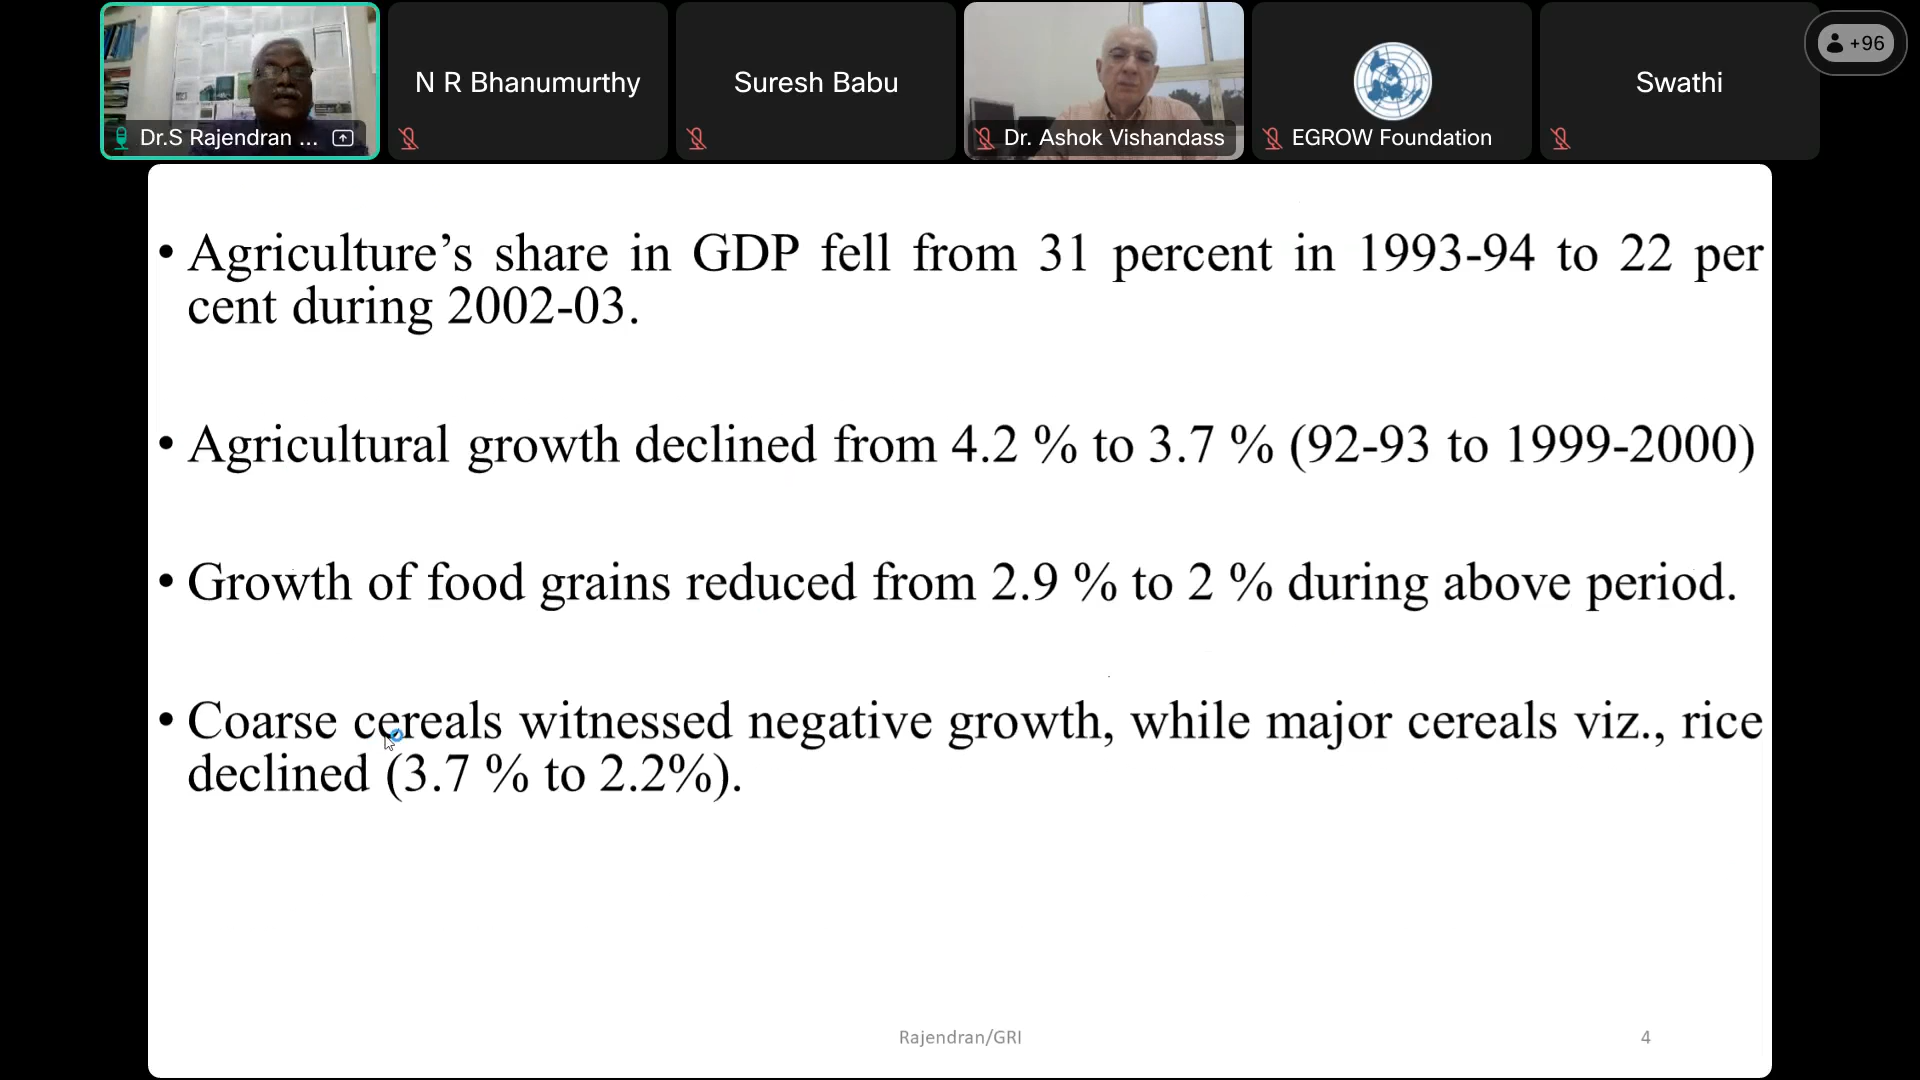 Dr.S Rajendran ...
N R Bhanumurthy
Suresh Babu
Dr. Ashok Vishandass
EGROW Foundation
Swathi
+96
• Agriculture’s share in GDP fell from 31 percent in 1993-94 to 22 per
cent during 2002-03.
• Agricultural growth declined from 4.2 % to 3.7 % (92-93 to 1999-2000)
• Growth of food grains reduced from 2.9 % to 2 % during above period.
• Coarse cereals witnessed negative growth, while major cereals viz., rice
declined (3.7 % to 2.2%).
Rajendran/GRI
4